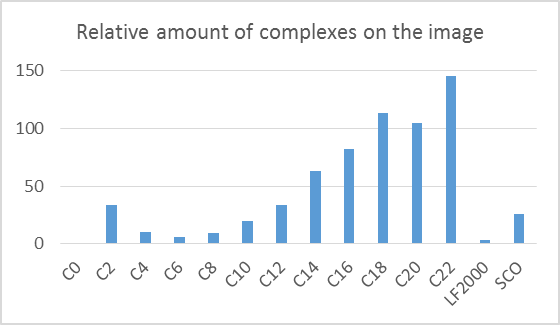 Relative amount of complexes on the image
150
100
50
0
C0 C2 C4 C6 C8 C10 C12 C14 C16 C18 C20 C22 LF2000 SCO